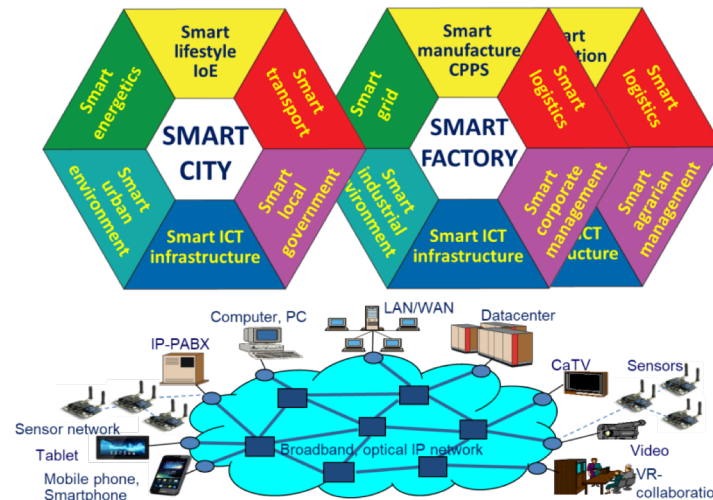 Smart
lifestyle
IoE
Smart
energetics
Smart
transport
SMART
CITY
Smart
urban
environment
Smart
local
government
Smart ICT
infrastructure
Smart
manufacture
CPPS
Smart
grid
Smart
logistics
SMART
FACTORY
Smart
industrial
Smart
corporate
management
Smart ICT
infrastructure
Smart
logistics
Smart
agrarian
management
ICT
LAN/WAN
Computer, PC
Datacenter
IP-PABX
CaTV
Sensors
Sensor network
Broadband, optical IP network
Tablet
Video
Mobile phone,
Smartphone
VR-
collaboratio